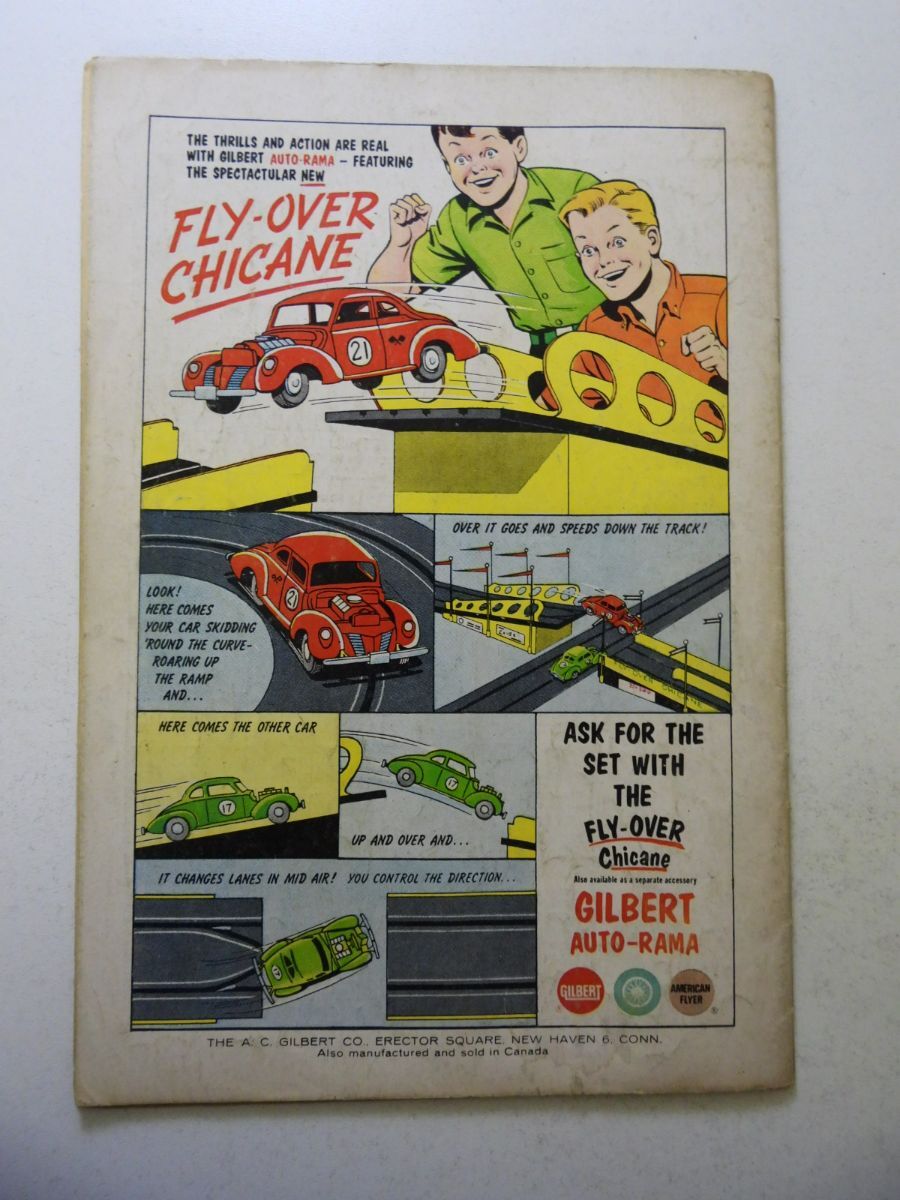 THE THRILLS AND ACTION ARE REAL
WITH GILBERT AUTO-RAMA – FEATURING
THE SPECTACULAR NEW
FLY-OVER
CHICANE
21
LOOK!
HERE COMES
YOUR CAR SKIDDING
'ROUND THE CURVE-
ROARING UP
THE RAMP
AND...
21
OVER IT GOES AND SPEEDS DOWN THE TRACK!
HERE COMES THE OTHER CAR
17
17
UP AND OVER AND...
IT CHANGES LANES IN MID AIR! YOU CONTROL THE DIRECTION...
ASK FOR THE
SET WITH
THE
FLY-OVER
Chicane
Also available as a separate accessory
GILBERT
AUTO-RAMA
GILBERT
AMERICAN
FLYER
®
THE A. C. GILBERT CO., ERECTOR SQUARE, NEW HAVEN 6, CONN.
Also manufactured and sold in Canada